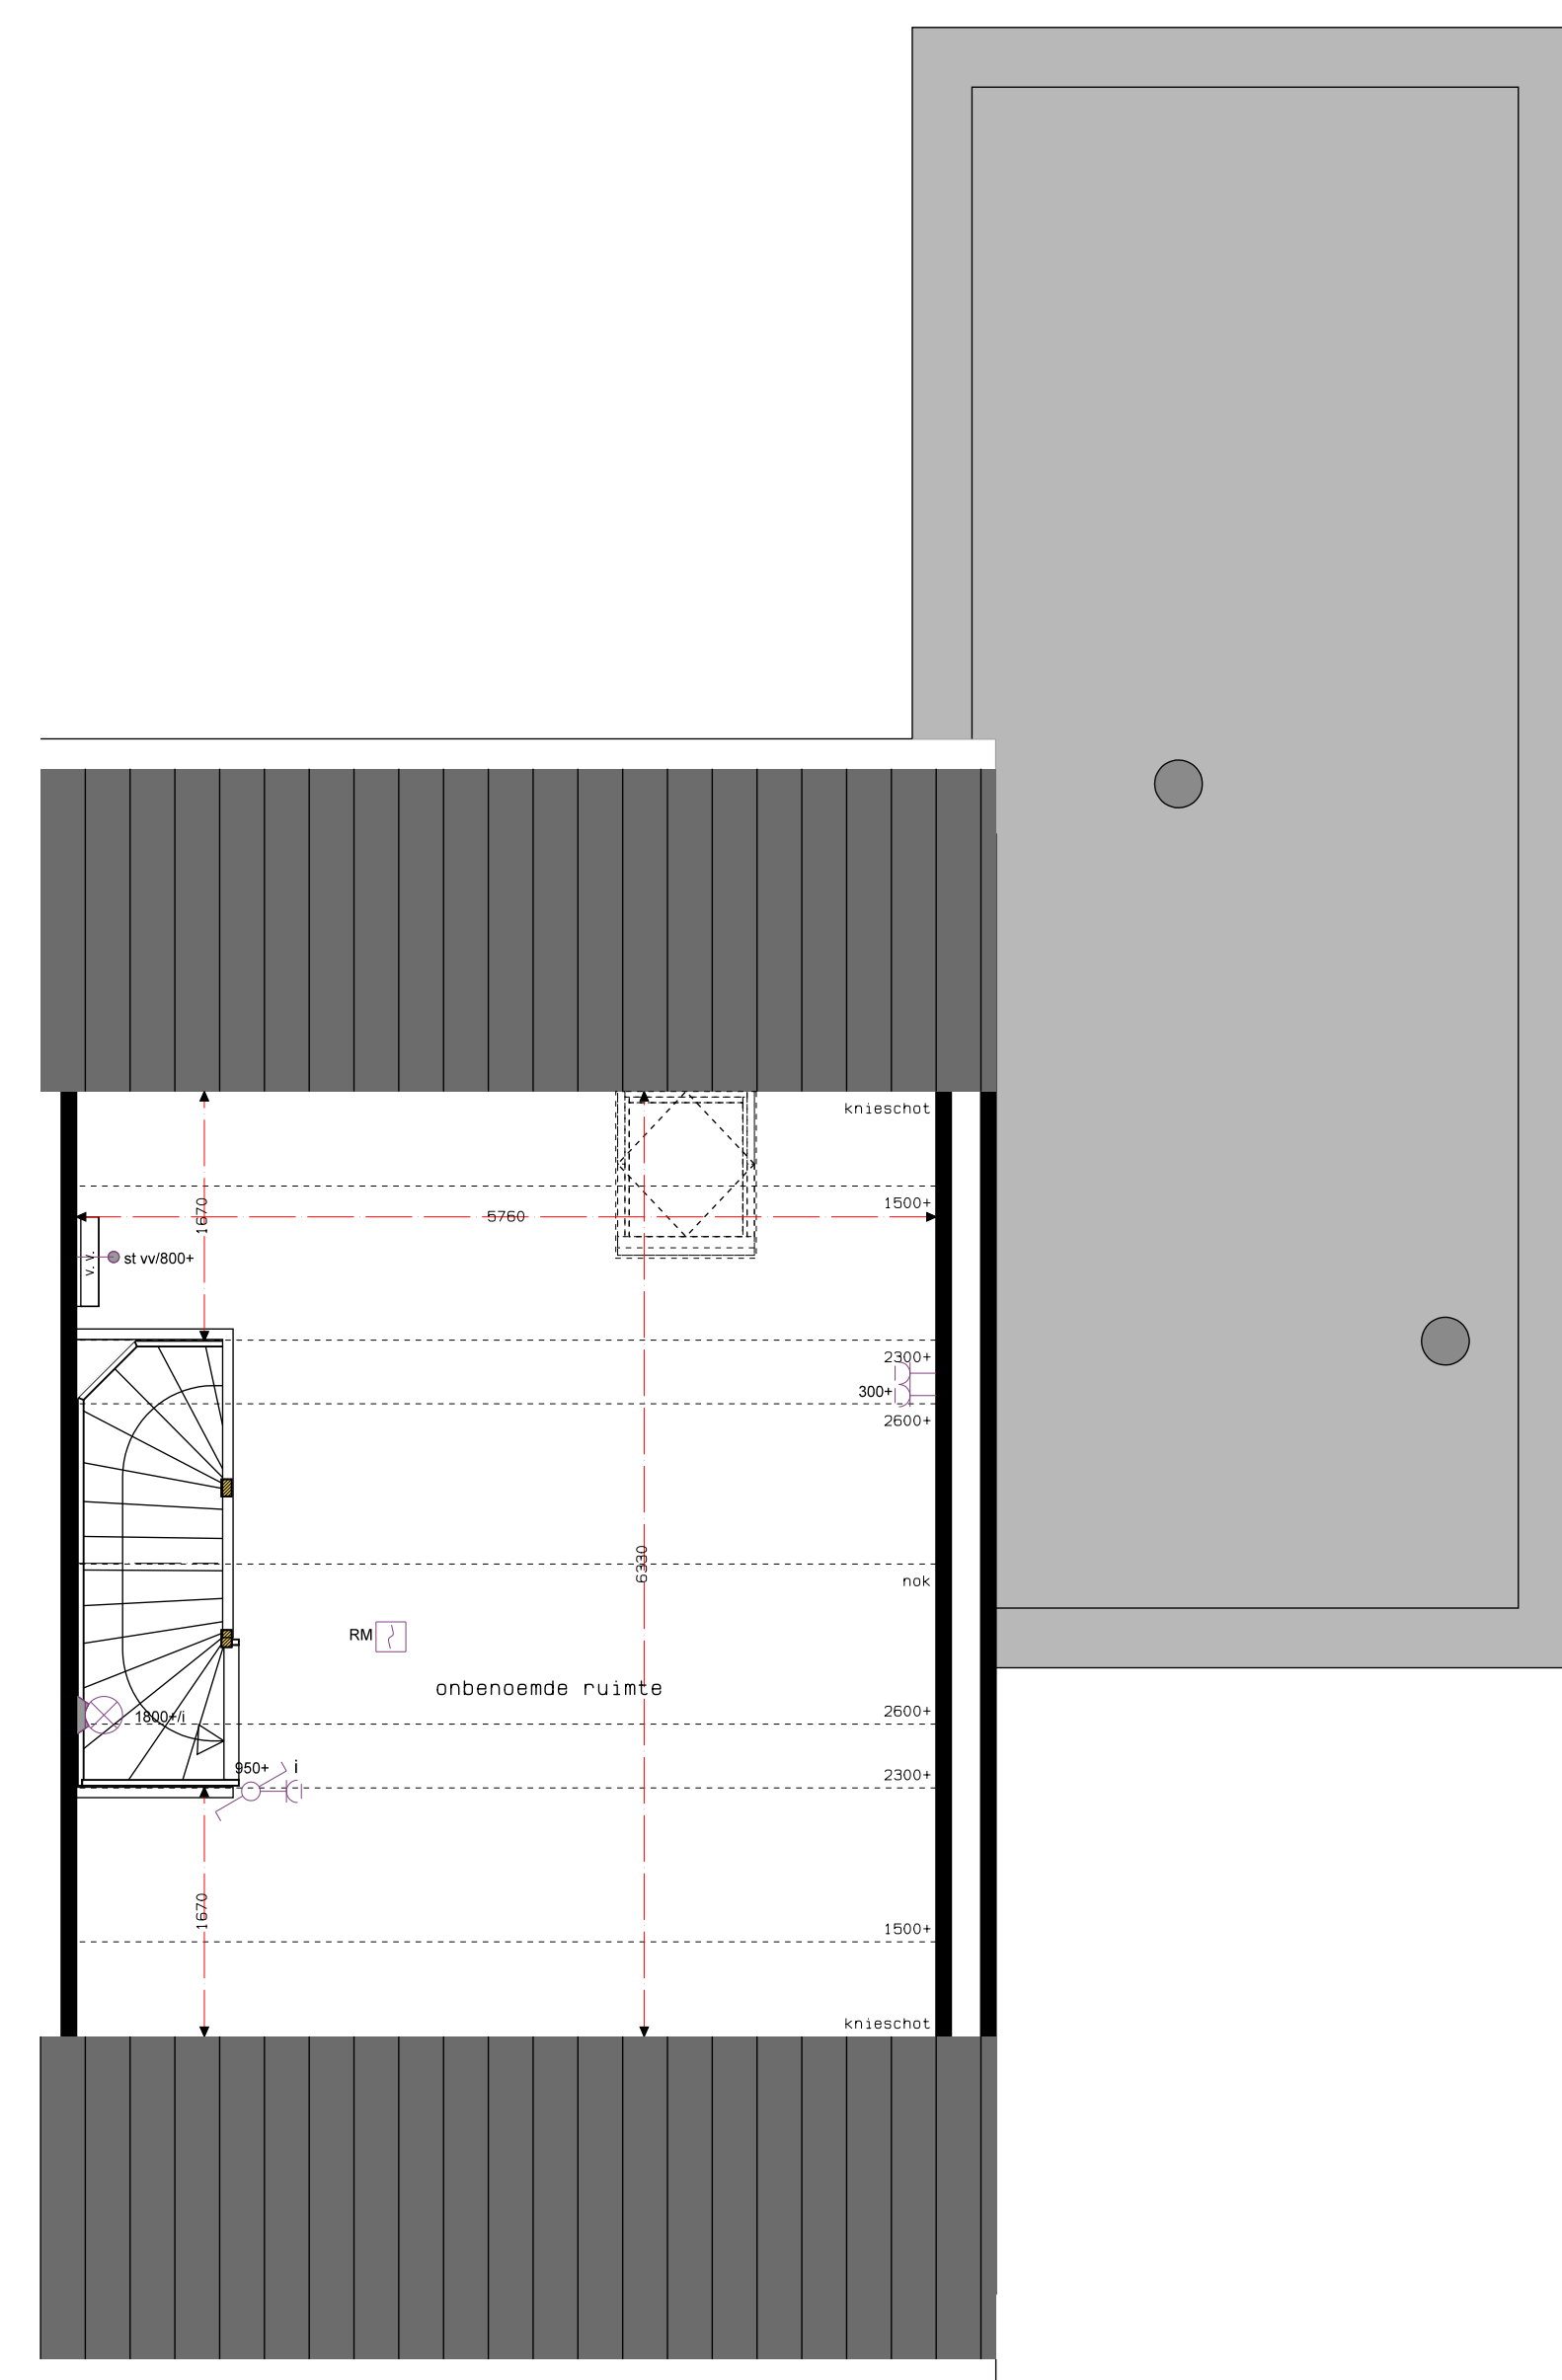 knieschot
1500+
1670
5760
v. v.
st vv/800+
2300+
300+
2600+
6330
nok
RM
onbenoemde ruimte
2600+
1800+/i
950+
i
2300+
1670
1500+
knieschot